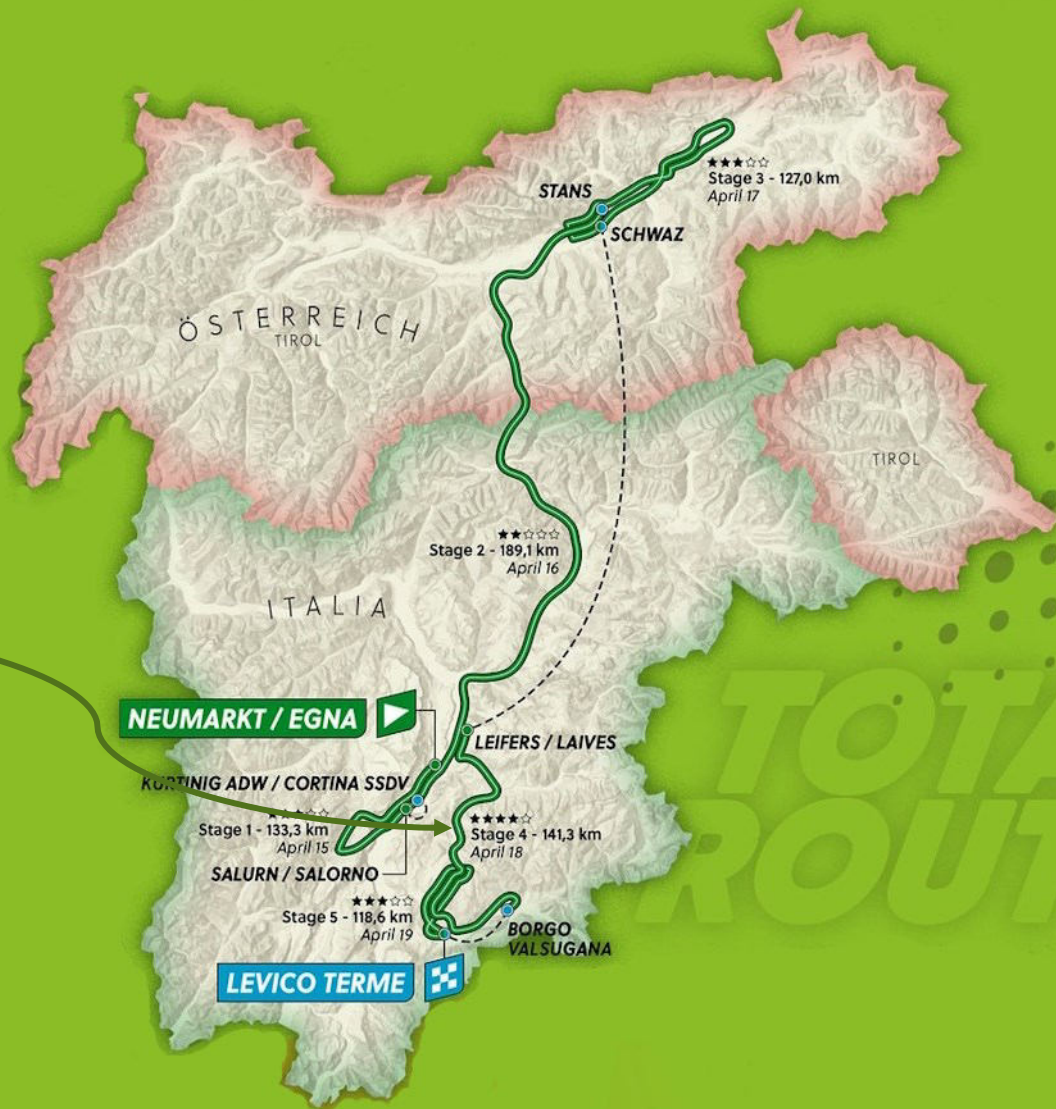 ★★★☆☆
Stage 3 - 127,0 km
April 17
STANS
SCHWAZ
ÖSTERREICH
TIROL
TIROL
★★☆☆☆
Stage 2 - 189,1 km
April 16
ITALIA
NEUMARKT / EGNA
LEIFERS / LAIVES
KURTINIG ADW / CORTINA SSDV
★★★☆☆
Stage 1 - 133,3 km
April 15
★★★★☆
Stage 4 - 141,3 km
April 18
SALURN / SALORNO
★★★☆☆
Stage 5 - 118,6 km
April 19
BORGO
VALSUGANA
LEVICO TERME